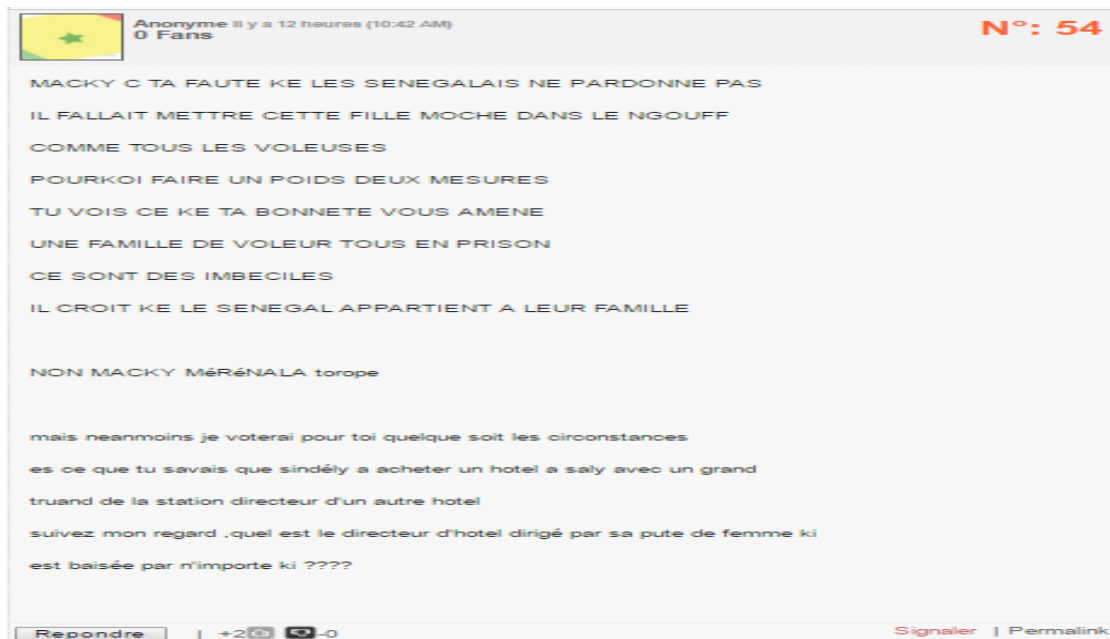 Anonyme Il y a 12 heures (10:42 AM)
0 Fans
N°: 54
MACKY C TA FAUTE KE LES SENEGALAIS NE PARDONNE PAS
IL FALLAIT METTRE CETTE FILLE MOCHE DANS LE NGOUFF
COMME TOUS LES VOLEUSES
POURKOI FAIRE UN POIDS DEUX MESURES
TU VOIS CE KE TA BONNETE VOUS AMENE
UNE FAMILLE DE VOLEUR TOUS EN PRISON
CE SONT DES IMBECILES
IL CROIT KE LE SENEGAL APPARTIENT A LEUR FAMILLE
NON MACKY MéRéNALA torope
mais neanmoins je voterai pour toi quelque soit les circonstances
es ce que tu savais que sindély a acheter un hotel a saly avec un grand
truand de la station directeur d'un autre hotel
suivez mon regard ,quel est le directeur d'hotel dirigé par sa pute de femme ki
est baisée par n'importe ki ????
Repondre | +2 -0
Signaler | Permalink